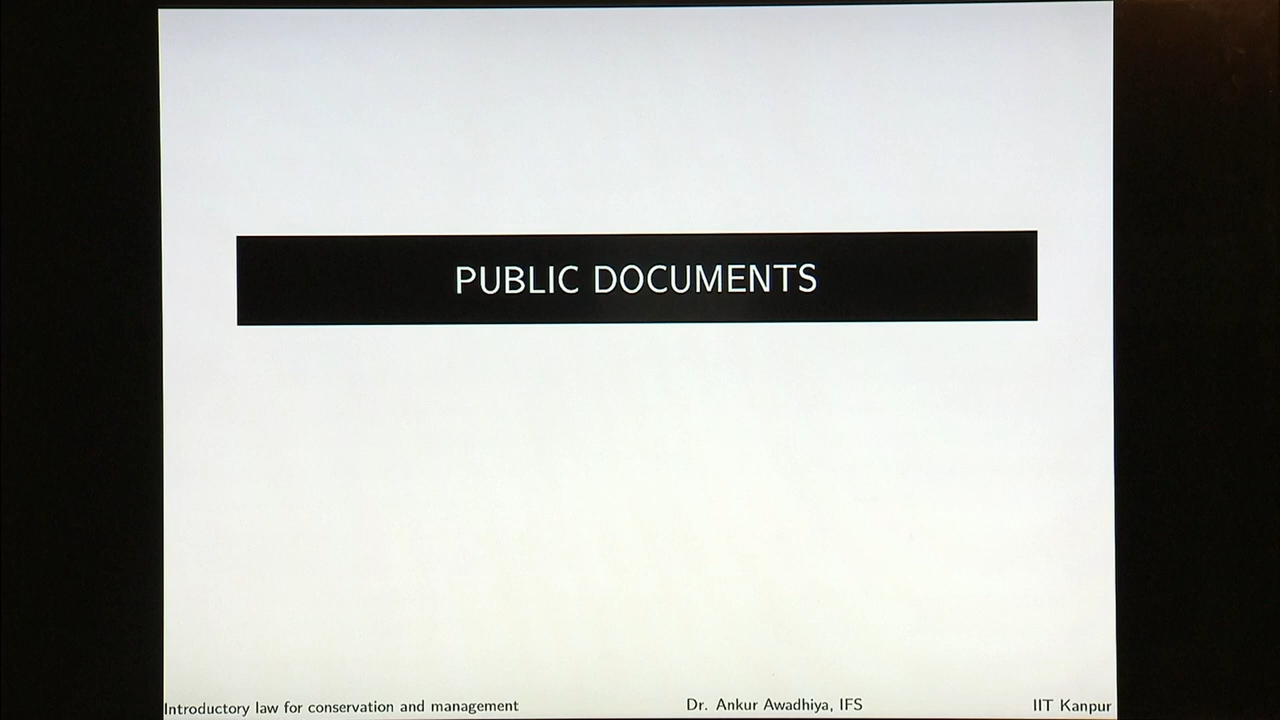 PUBLIC DOCUMENTS
Introductory law for conservation and management Dr. Ankur Awadhiya, IFS IIT Kanpur